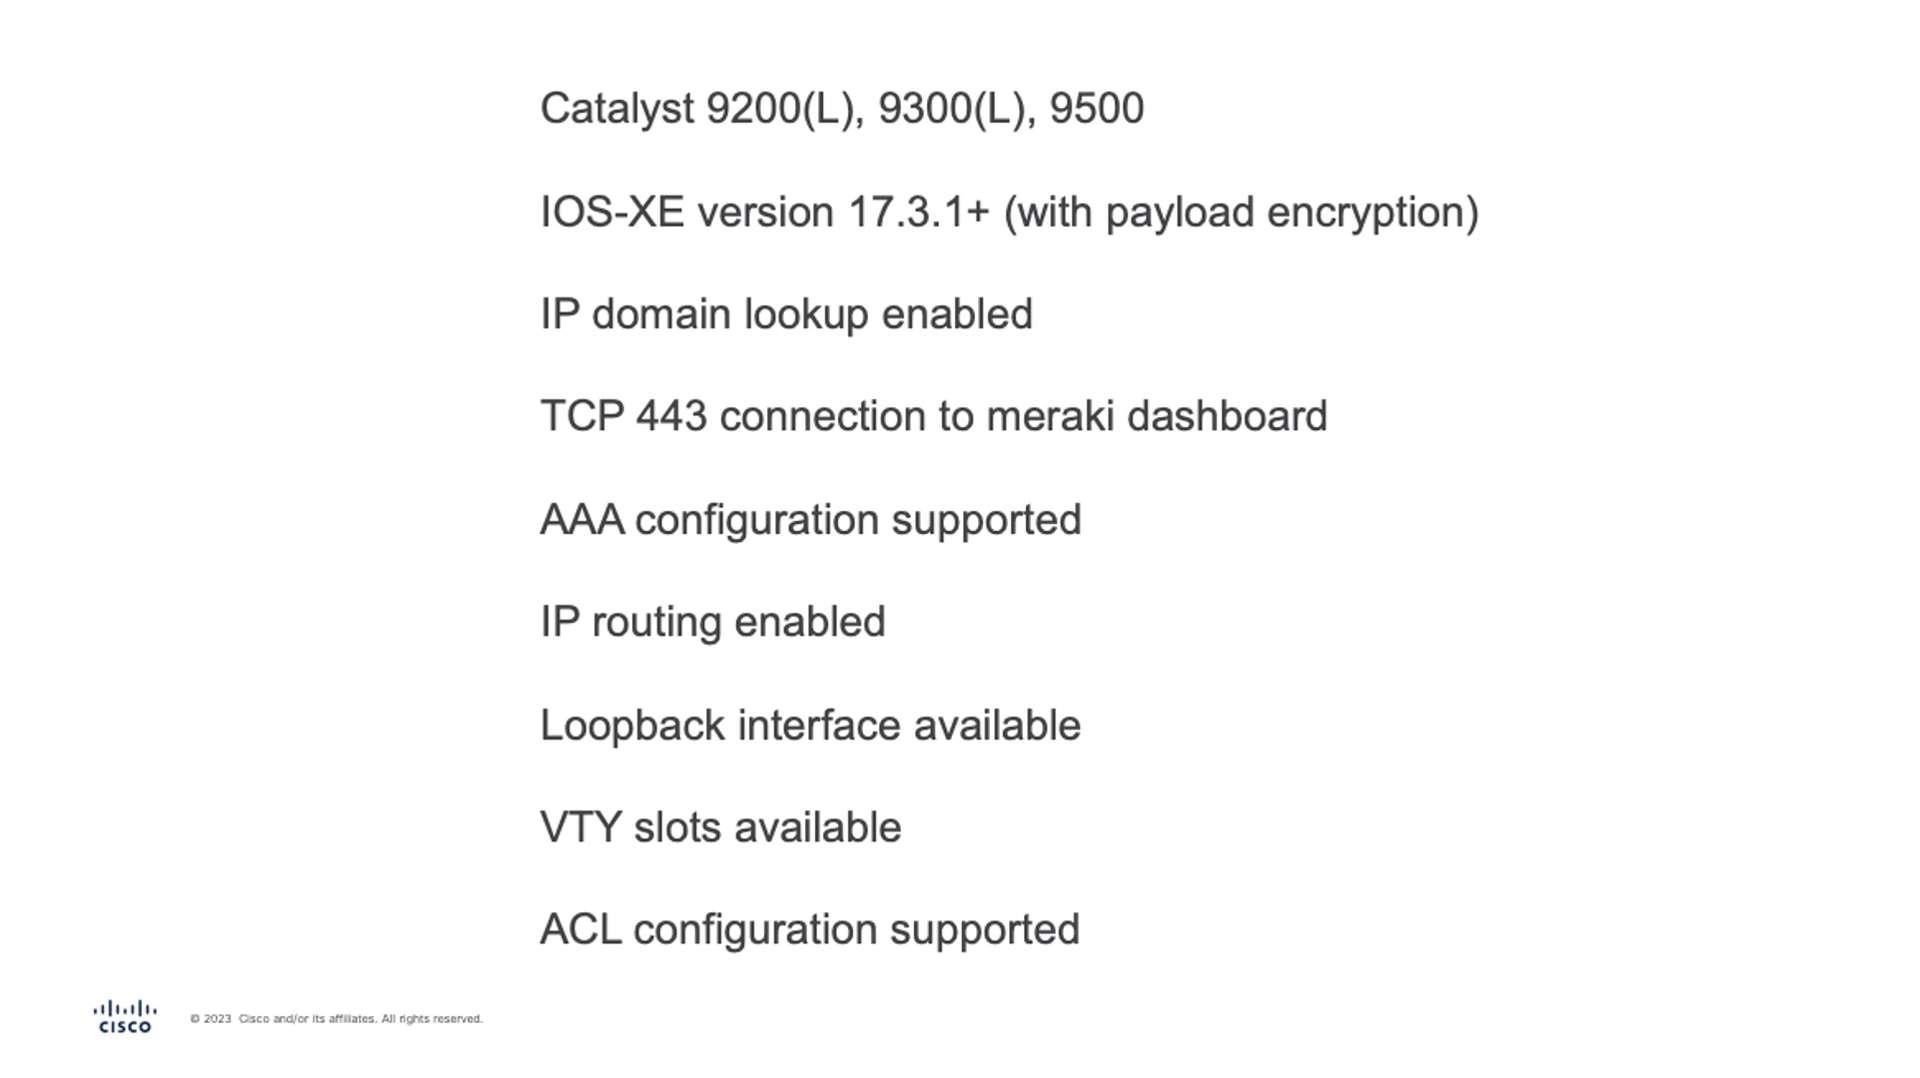 Catalyst 9200(L), 9300(L), 9500
IOS-XE version 17.3.1+ (with payload encryption)
IP domain lookup enabled
TCP 443 connection to meraki dashboard
AAA configuration supported
IP routing enabled
Loopback interface available
VTY slots available
ACL configuration supported
CISCO
© 2023 Cisco and/or its affiliates. All rights reserved.